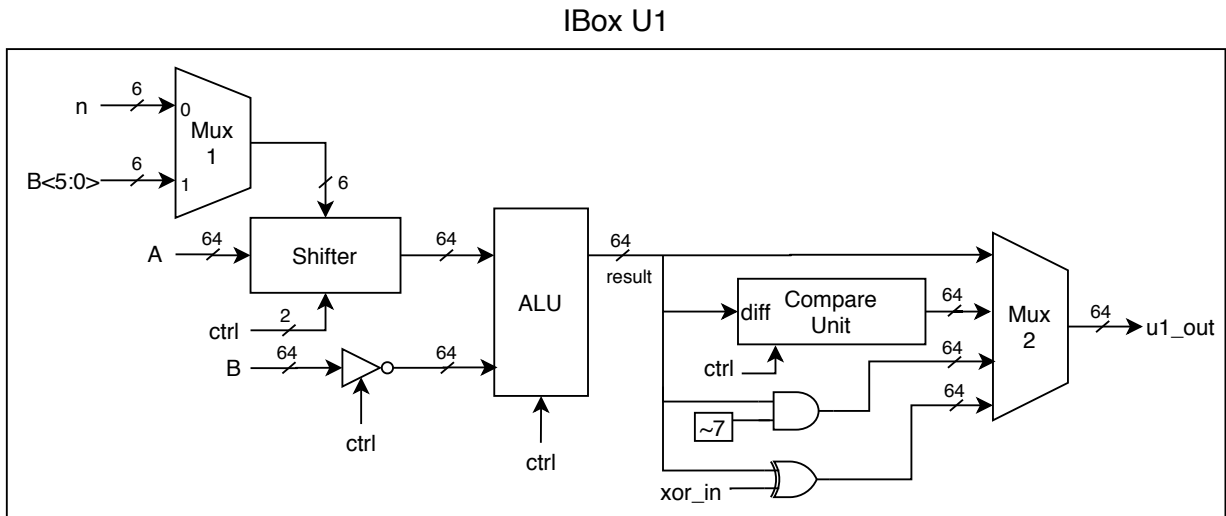 IBox U1
n
6
0
Mux
1
6
B<5:0>
6
1
A
64
Shifter
64
ctrl
2
B
64
64
ctrl
ALU
ctrl
64
result
diff
Compare
Unit
64
ctrl
~7
64
xor_in
64
Mux
2
64
u1_out